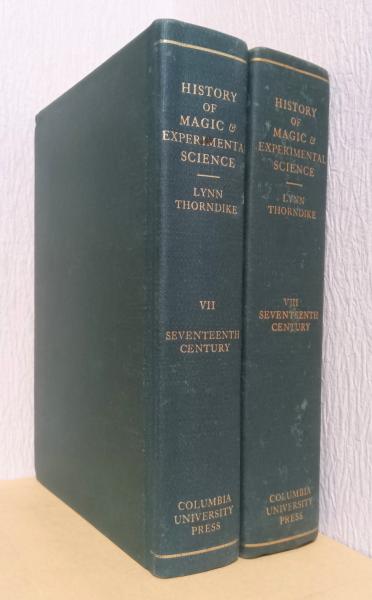 HISTORY
OF
MAGIC &
EXPERIMENTAL
SCIENCE
LYNN
THORNDIKE
VII
SEVENTEENTH
CENTURY
COLUMBIA
UNIVERSITY
PRESS
HISTORY
OF
MAGIC &
EXPERIMENTAL
SCIENCE
LYNN
THORNDIKE
VIII
SEVENTEENTH
CENTURY
COLUMBIA
UNIVERSITY
PRESS